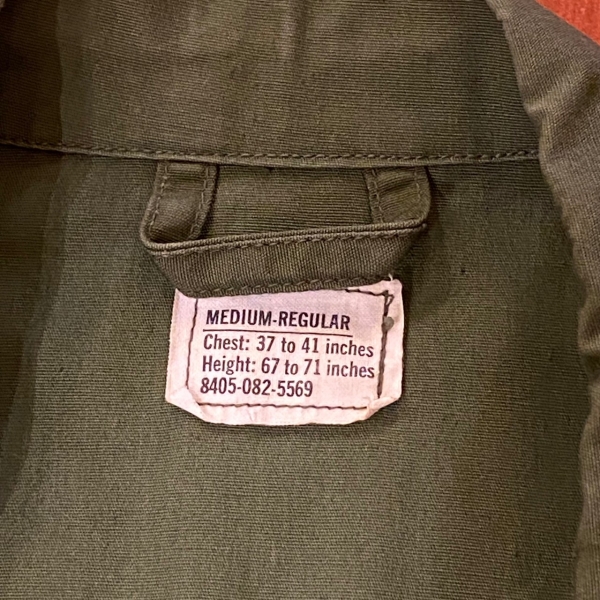 MEDIUM-REGULAR
Chest: 37 to 41 inches
Height: 67 to 71 inches
8405-082-5569